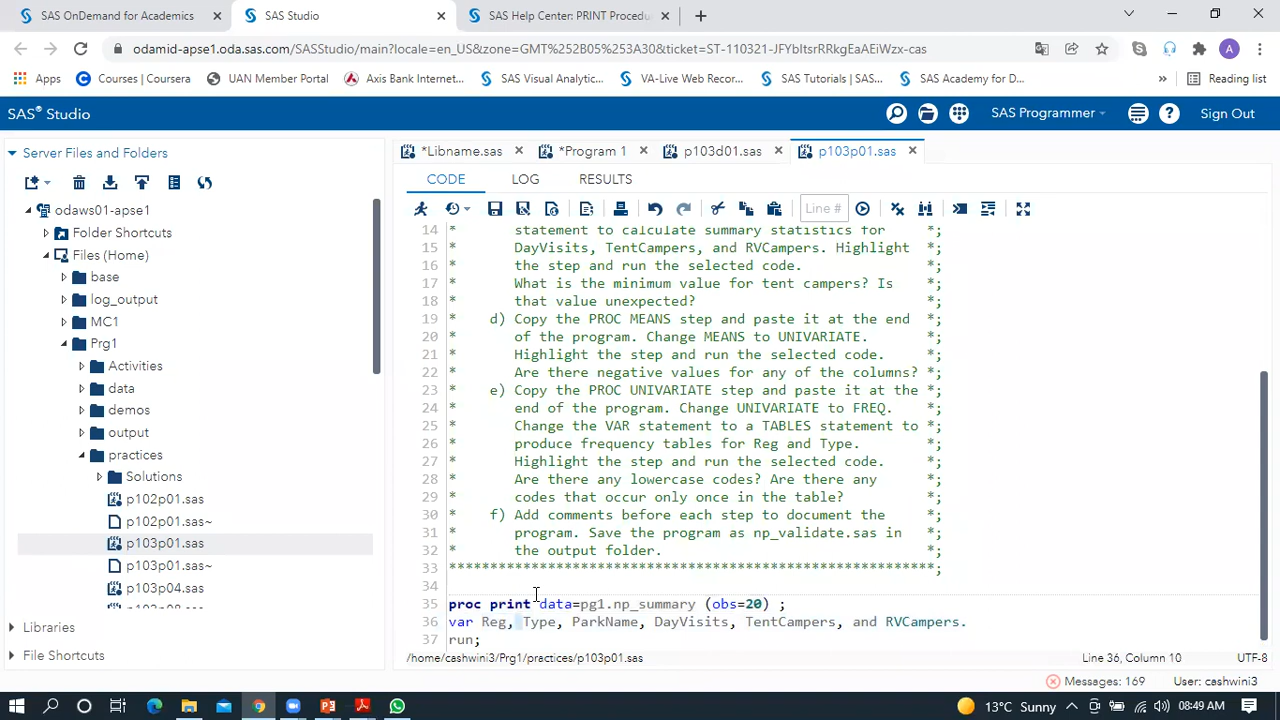 SAS OnDemand for Academics
SAS Studio
SAS Help Center: PRINT Procedu
odamid-apse1.oda.sas.com/SASStudio/main?locale=en_US&zone=GMT%252B05%253A30&ticket=ST-110321-JFYbItsrRRkgEaAEiWzx-cas
A
Apps
Courses | Coursera
UAN Member Portal
Axis Bank Internet...
SAS Visual Analytic...
VA-Live Web Recor...
SAS Tutorials | SAS...
SAS Academy for D...
»
Reading list
SAS® Studio
SAS Programmer
Sign Out
Server Files and Folders
odaws01-apse1
Folder Shortcuts
Files (Home)
base
log_output
MC1
Prg1
Activities
data
demos
output
practices
Solutions
p102p01.sas
p102p01.sas~
p103p01.sas
p103p01.sas~
p103p04.sas
Libraries
File Shortcuts
*Libname.sas
*Program 1
p103d01.sas
p103p01.sas
CODE
LOG
RESULTS
Line #
14 * statement to calculate summary statistics for *;
15 * DayVisits, TentCampers, and RVCampers. Highlight *;
16 * the step and run the selected code. *;
17 * What is the minimum value for tent campers? Is *;
18 * that value unexpected? *;
19 * d) Copy the PROC MEANS step and paste it at the end *;
20 * of the program. Change MEANS to UNIVARIATE. *;
21 * Highlight the step and run the selected code. *;
22 * Are there negative values for any of the columns? *;
23 * e) Copy the PROC UNIVARIATE step and paste it at the *;
24 * end of the program. Change UNIVARIATE to FREQ. *;
25 * Change the VAR statement to a TABLES statement to *;
26 * produce frequency tables for Reg and Type. *;
27 * Highlight the step and run the selected code. *;
28 * Are there any lowercase codes? Are there any *;
29 * codes that occur only once in the table? *;
30 * f) Add comments before each step to document the *;
31 * program. Save the program as np_validate.sas in *;
32 * the output folder. *;
33 ***********************************************************;
34
35 proc print data=pg1.np_summary (obs=20) ;
36 var Reg, Type, ParkName, DayVisits, TentCampers, and RVCampers.
37 run;
/home/cashwini3/Prg1/practices/p103p01.sas
Line 36, Column 10
UTF-8
Messages: 169
User: cashwini3
13°C Sunny
08:49 AM